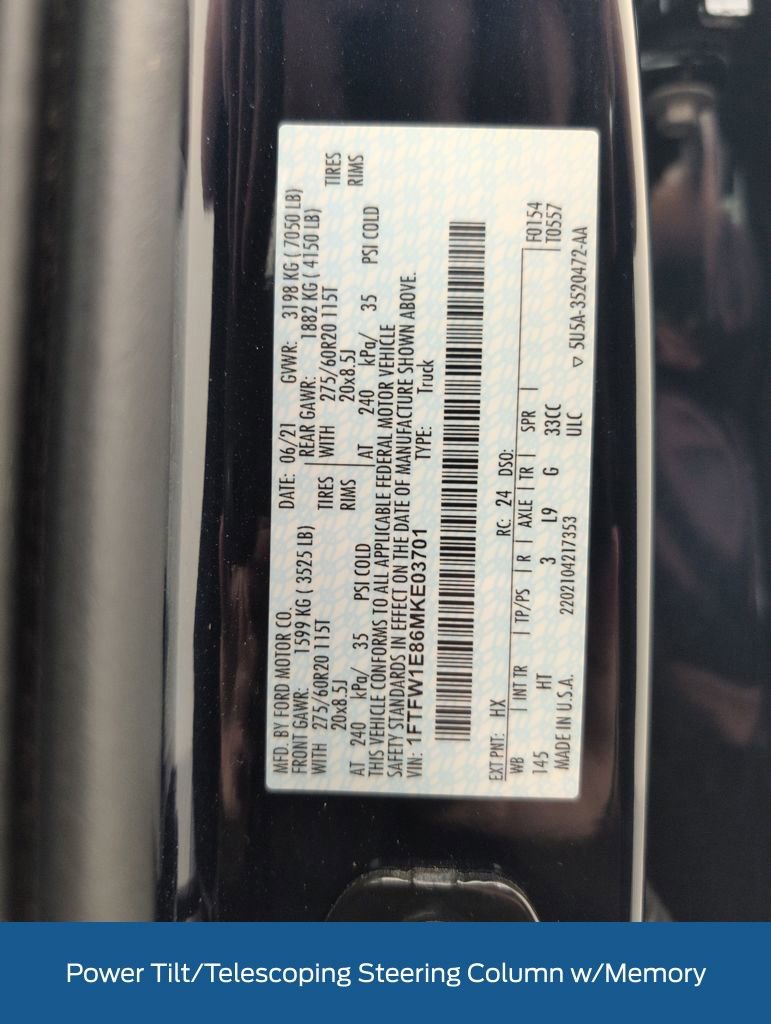 MFD. BY FORD MOTOR CO.
DATE: 06/21 GVWR: 3198 KG ( 7050 LB)
FRONT GAWR: 1599 KG ( 3525 LB) REAR GAWR: 1882 KG ( 4150 LB)
WITH 275/60R20 115T TIRES WITH 275/60R20 115T TIRES
20x8.5J RIMS 20x8.5J RIMS
AT 240 kPa/ 35 PSI COLD AT 240 kPa/ 35 PSI COLD
THIS VEHICLE CONFORMS TO ALL APPLICABLE FEDERAL MOTOR VEHICLE
SAFETY STANDARDS IN EFFECT ON THE DATE OF MANUFACTURE SHOWN ABOVE.
VIN: 1FTFW1E86MKE03701 TYPE: Truck
EXT PNT: HX RC: 24 DSO: F0154
WB INT TR TP/PS R AXLE TR SPR T0557
145 HT 3 L9 G 33CC
MADE IN U.S.A. 2202104217353 ULC ▽ 5U5A-3520472-AA
Power Tilt/Telescoping Steering Column w/Memory